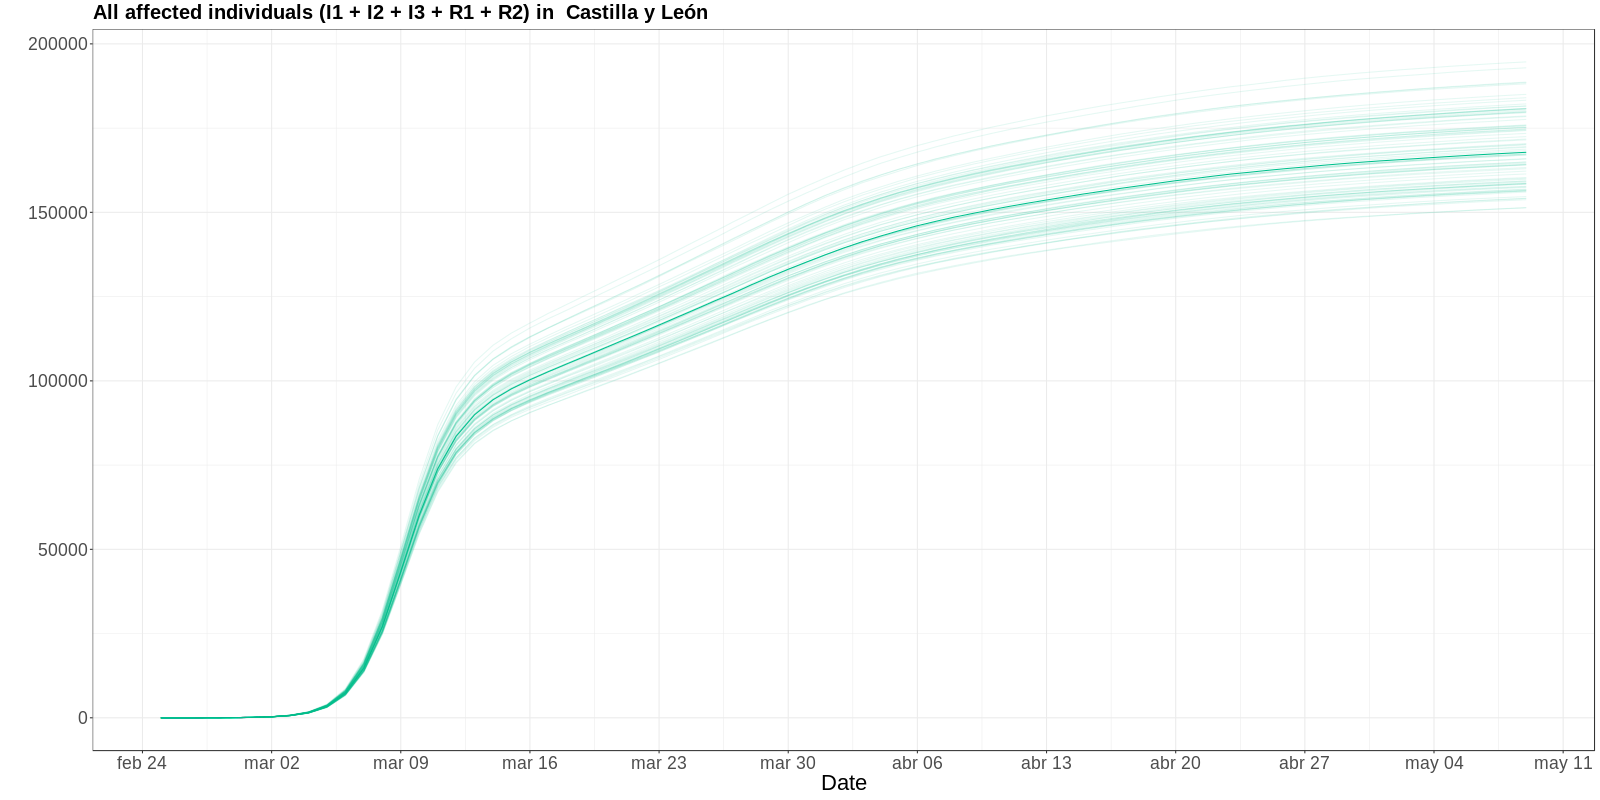 All affected individuals (I1 + I2 + I3 + R1 + R2) in  Castilla y León
200000
150000
100000
50000
0
feb 24 mar 02 mar 09 mar 16 mar 23 mar 30 abr 06 abr 13 abr 20 abr 27 may 04 may 11
Date